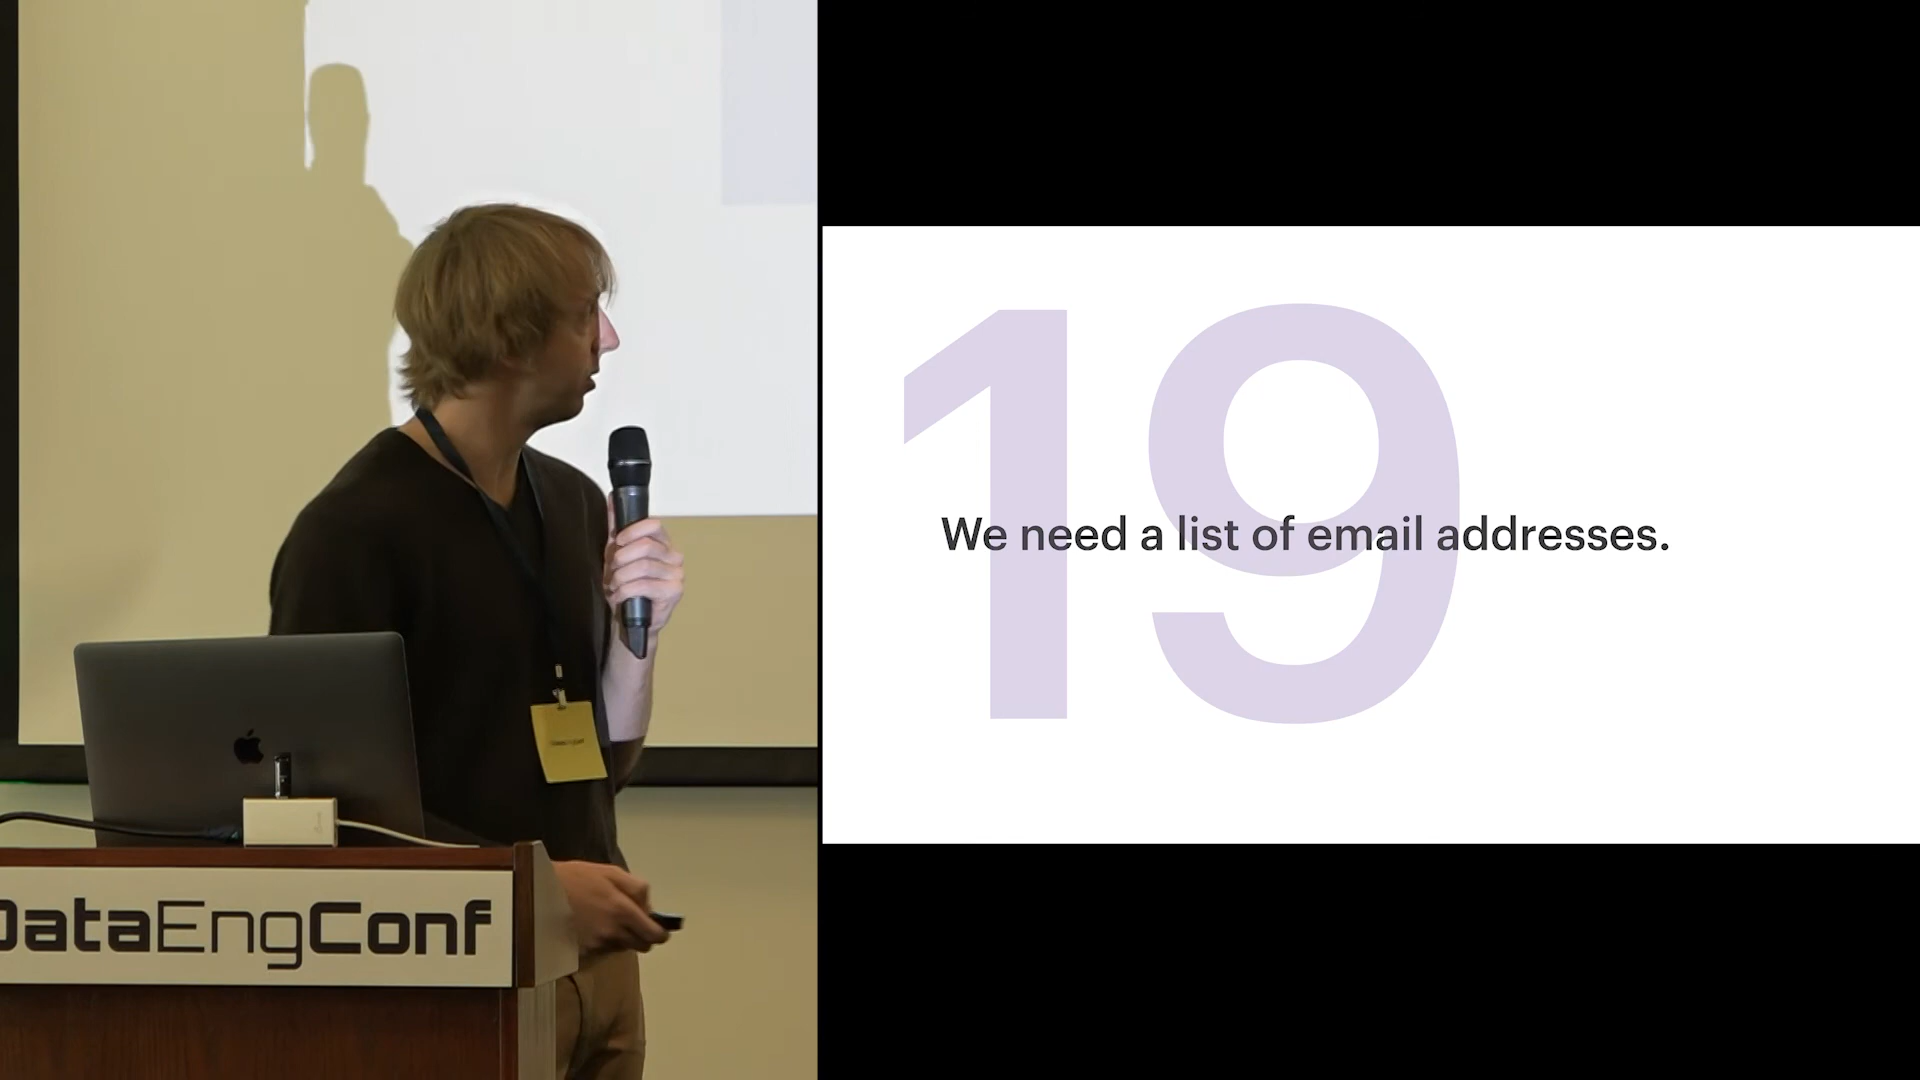 DataEngConf
19
We need a list of email addresses.